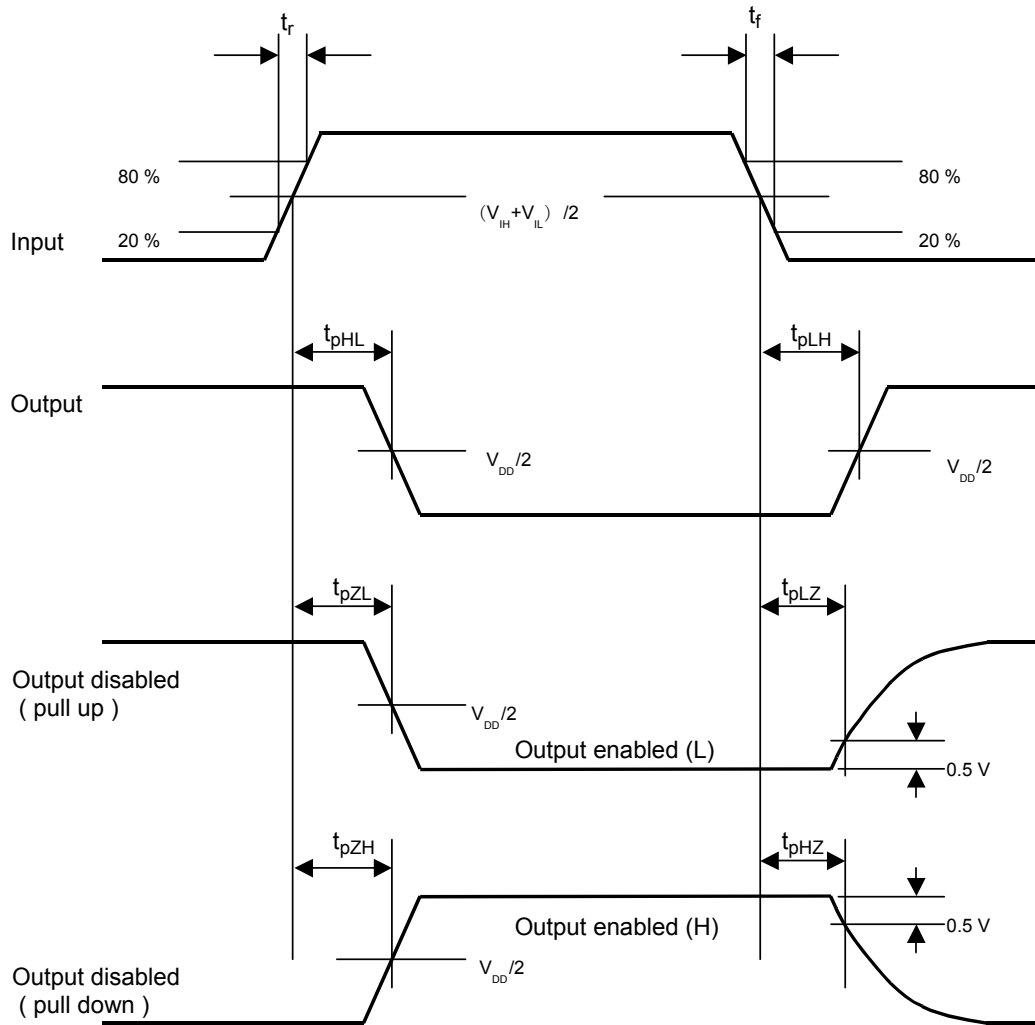 tr tf
80 % 80 %
(VIH+VIL) /2
Input 20 % 20 %
tpHL tpLH
Output
VDD/2 VDD/2
tpZL tpLZ
Output disabled
( pull up )
VDD/2
Output enabled (L)
0.5 V
tpZH tpHZ
Output enabled (H)
0.5 V
VDD/2
Output disabled
( pull down )